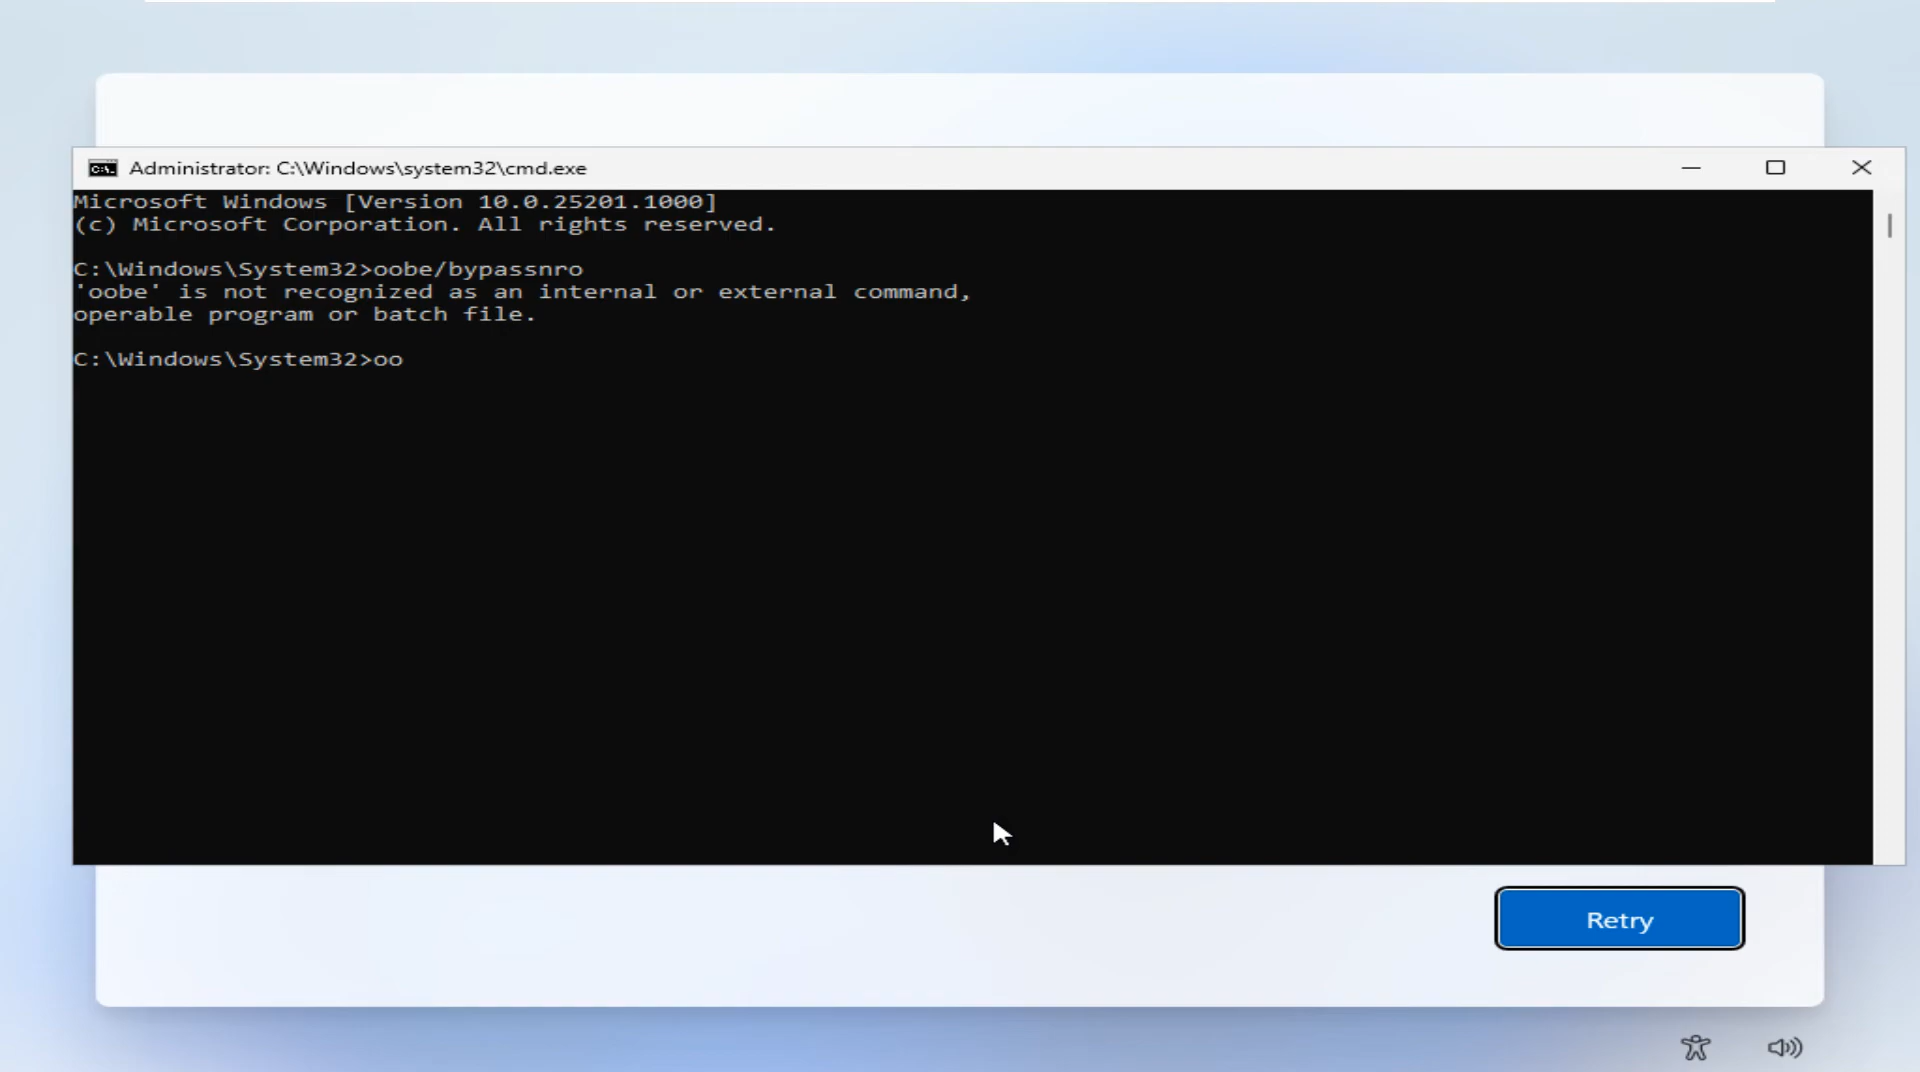 Administrator: C:\Windows\system32\cmd.exe
Microsoft Windows [Version 10.0.25201.1000]
(c) Microsoft Corporation. All rights reserved.
C:\Windows\System32>oobe/bypassnro
'oobe' is not recognized as an internal or external command,
operable program or batch file.
C:\Windows\System32>oo
Retry